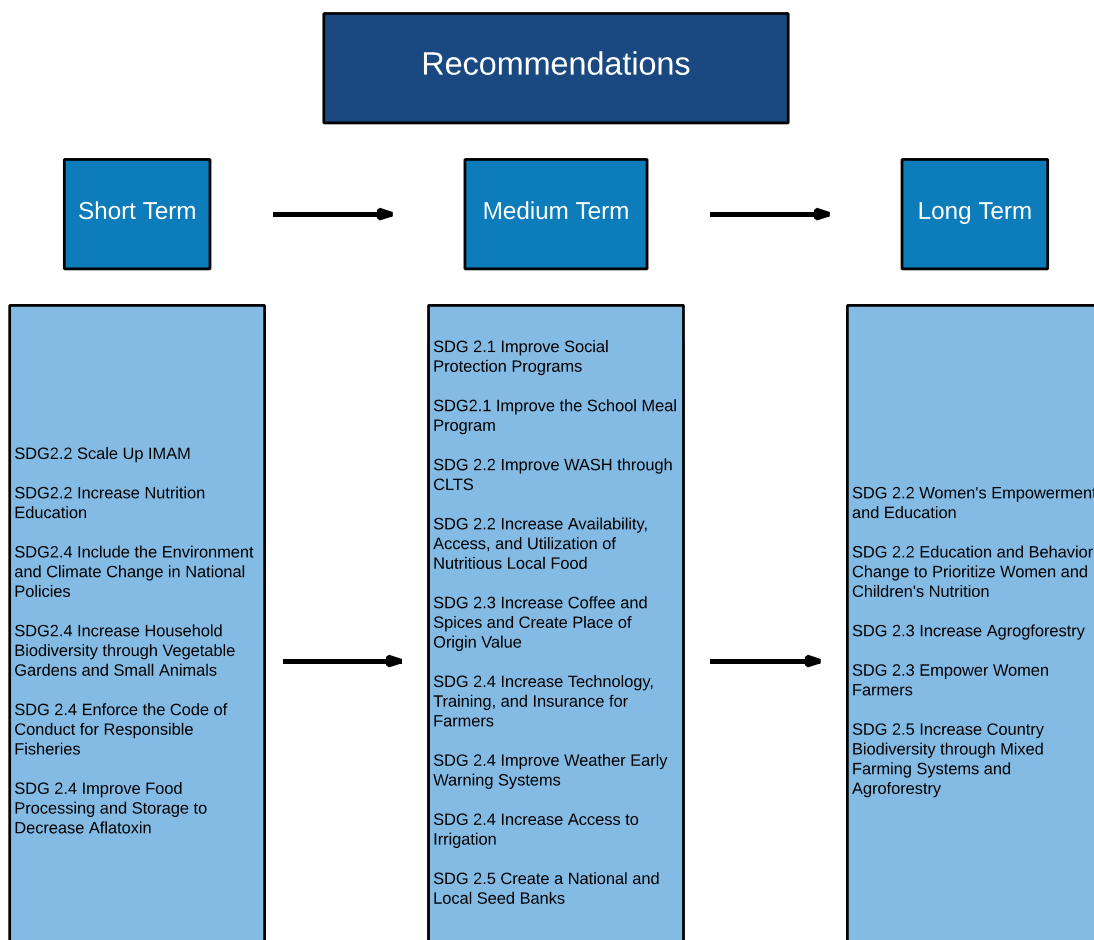 Recommendations
Short Term
Medium Term
Long Term
SDG2.2 Scale Up IMAM
SDG2.2 Increase Nutrition
Education
SDG2.4 Include the Environment
and Climate Change in National
Policies
SDG2.4 Increase Household
Biodiversity through Vegetable
Gardens and Small Animals
SDG 2.4 Enforce the Code of
Conduct for Responsible
Fisheries
SDG 2.4 Improve Food
Processing and Storage to
Decrease Aflatoxin
SDG 2.1 Improve Social
Protection Programs
SDG2.1 Improve the School Meal
Program
SDG 2.2 Improve WASH through
CLTS
SDG 2.2 Increase Availability,
Access, and Utilization of
Nutritious Local Food
SDG 2.3 Increase Coffee and
Spices and Create Place of
Origin Value
SDG 2.4 Increase Technology,
Training, and Insurance for
Farmers
SDG 2.4 Improve Weather Early
Warning Systems
SDG 2.4 Increase Access to
Irrigation
SDG 2.5 Create a National and
Local Seed Banks
SDG 2.2 Women's Empowerment
and Education
SDG 2.2 Education and Behavior
Change to Prioritize Women and
Children's Nutrition
SDG 2.3 Increase Agrogforestry
SDG 2.3 Empower Women
Farmers
SDG 2.5 Increase Country
Biodiversity through Mixed
Farming Systems and
Agroforestry